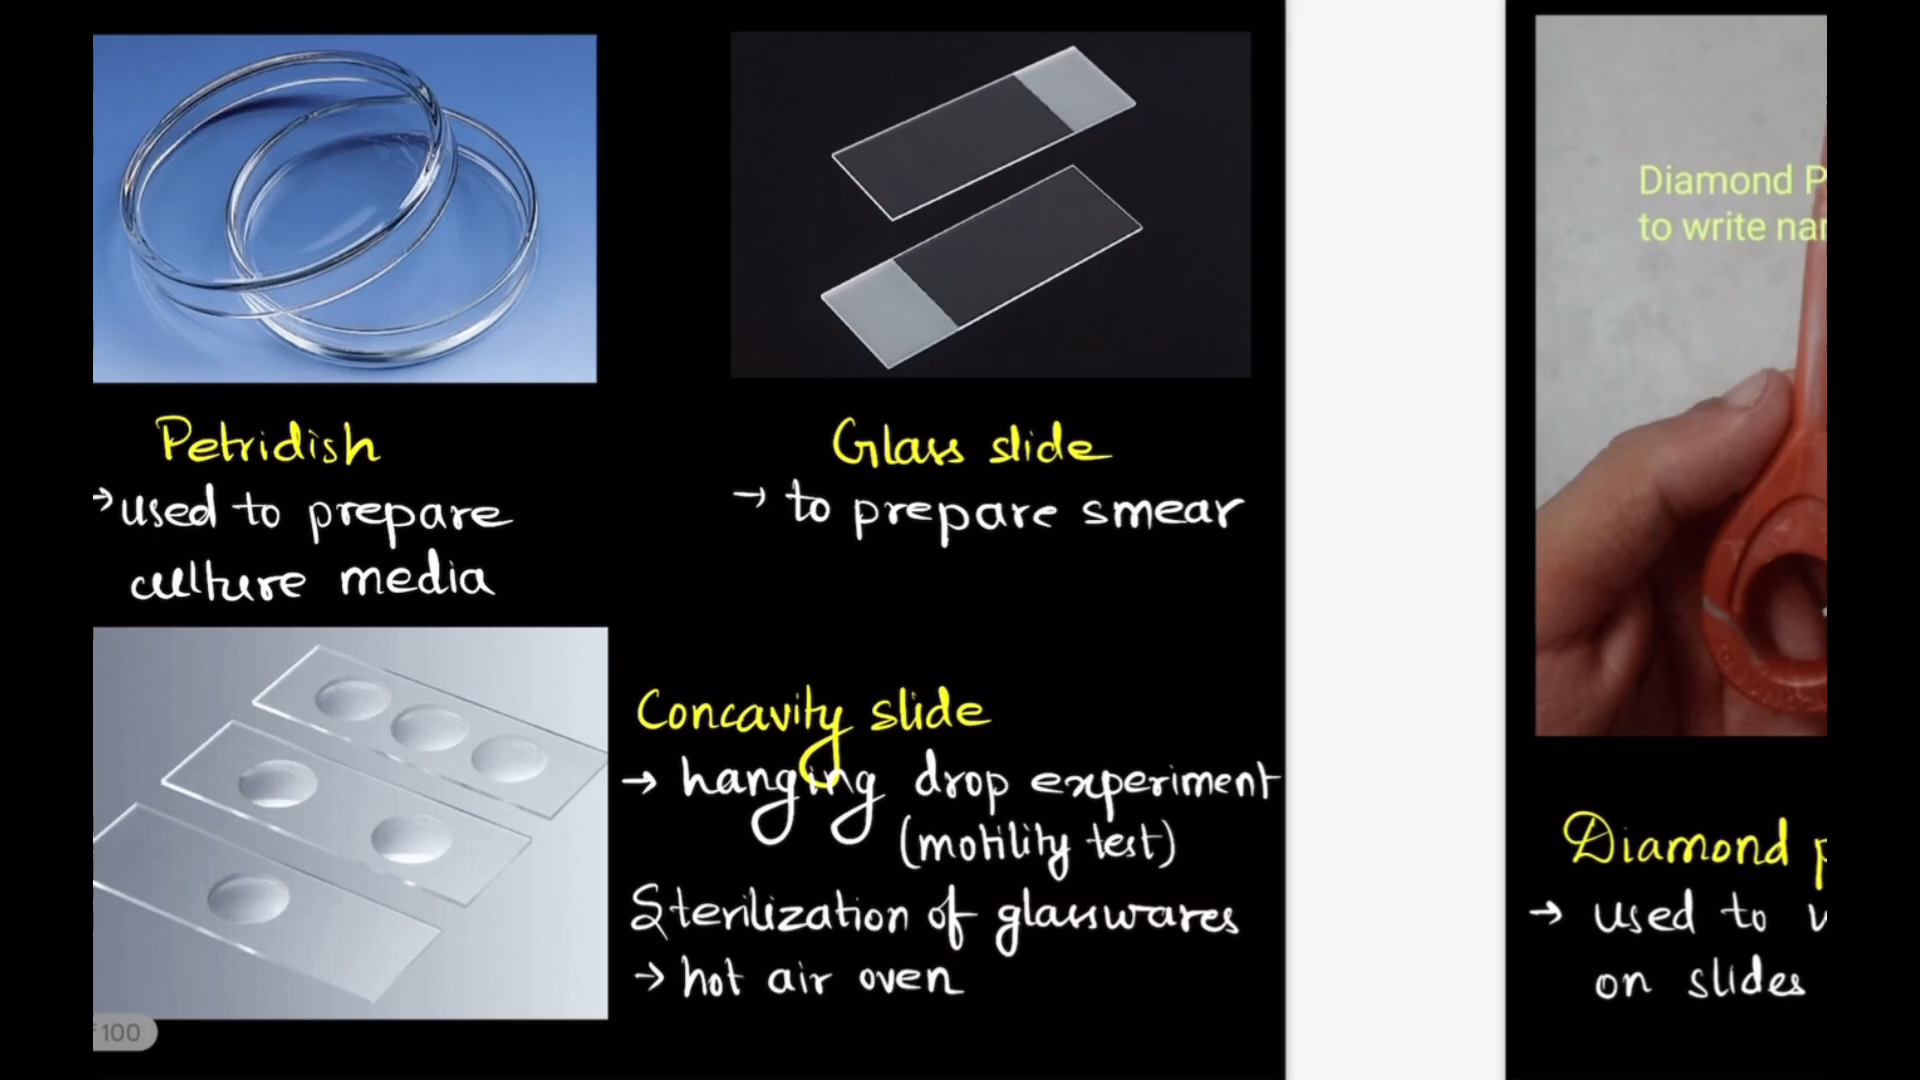 Petridish
→ used to prepare
culture media
Glass slide
→ to prepare smear
Concavity slide
→ hanging drop experiment
(motility test)
Sterilization of glasswares
→ hot air oven
100
Diamond
to write
Diamond
→ used to
on slides